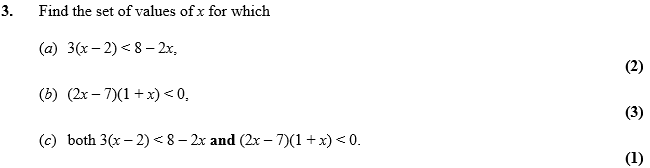 3. Find the set of values of x for which
(a) 3(x – 2) < 8 – 2x,
(2)
(b) (2x – 7)(1 + x) < 0,
(3)
(c) both 3(x – 2) < 8 – 2x and (2x – 7)(1 + x) < 0.
(1)